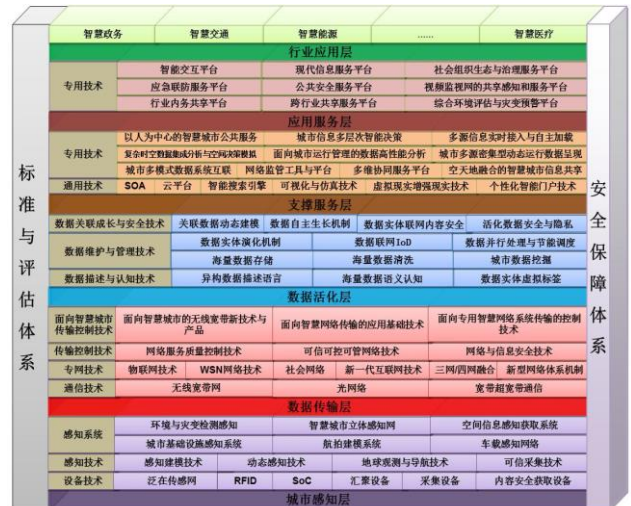 智慧政务 智慧交通 智慧能源 ...... 智慧医疗
行业应用层
专用技术
智能交互平台 现代信息服务平台 社会组织生态与治理服务平台
应急联防服务平台 公共安全服务平台 视频监视网的共享感知和服务平台
行业内务共享平台 跨行业共享服务平台 综合环境评估与灾变预警平台
应用服务层
专用技术
以人为中心的智慧城市公共服务 城市信息多层次智能决策 多源信息实时接入与自主加载
复杂时空数据集成分析与空间决策模拟 面向城市运行管理的数据高性能分析 城市多源密集型动态运行数据呈现
城市多模式数据系统互联 网络监管工具与平台 多维协同服务平台 空天地融合的智慧城市信息共享
通用技术 SOA 云平台 智能搜索引擎 可视化与仿真技术 虚拟现实增强现实技术 个性化智能门户技术
支撑服务层
数据关联成长与安全技术 关联数据动态建模 数据自主生长机制 数据实体联网内容安全 活化数据安全与隐私
数据维护与管理技术
数据实体演化机制 数据联网IoD 数据并行处理与节能调度
海量数据存储 海量数据清洗 城市数据挖掘
数据描述与认知技术 异构数据描述语言 海量数据语义认知 数据实体虚拟标签
数据活化层
面向智慧城市
传输控制技术
面向智慧城市的无线宽带新技术与
产品
面向智慧网络传输的应用基础技术
面向专用智慧网络系统传输的控制
技术
传输控制技术 网络服务质量控制技术 可信可控可管网络技术 网络与信息安全技术
专网技术 物联网技术 WSN网络技术 社会网络 新一代互联网技术 三网/四网融合 新型网络体系机制
通信技术 无线宽带网 光网络 宽带超宽带通信
数据传输层
感知系统
环境与灾变检测感知 智慧城市立体感知网 空间信息感知获取系统
城市基础设施感知系统 航拍建模系统 车载感知网络
感知技术 感知建模技术 动态感知技术 地球观测与导航技术 可信采集技术
设备技术 泛在传感网 RFID SoC 汇聚设备 采集设备 内容安全获取设备
城市感知层
标准与评估体系
安全保障体系